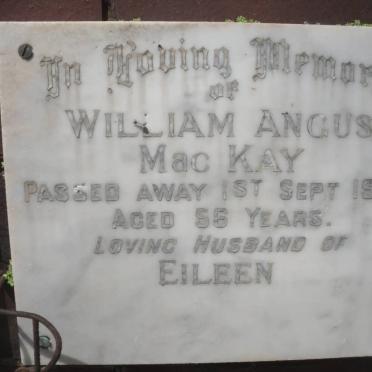 In Loving Memor
of
WILLIAM ANGUS
MAC KAY
PASSED AWAY 1ST SEPT 19
AGED 56 YEARS.
LOVING HUSBAND OF
EILEEN